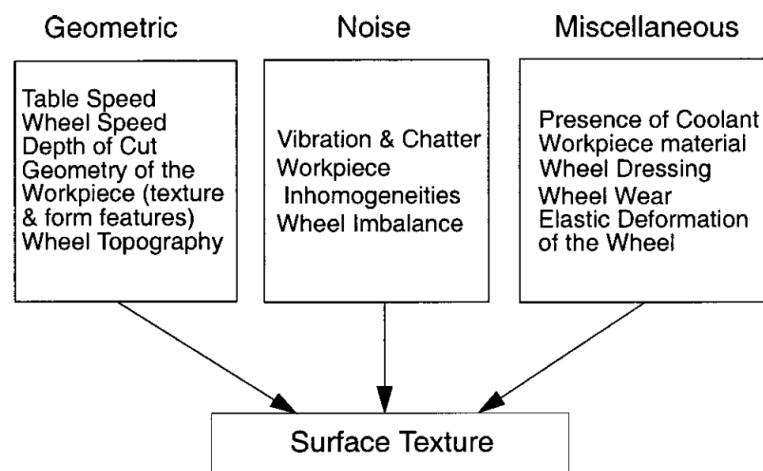 Geometric
Table Speed
Wheel Speed
Depth of Cut
Geometry of the
Workpiece (texture
& form features)
Wheel Topography
Noise
Vibration & Chatter
Workpiece
Inhomogeneities
Wheel Imbalance
Miscellaneous
Presence of Coolant
Workpiece material
Wheel Dressing
Wheel Wear
Elastic Deformation
of the Wheel
Surface Texture